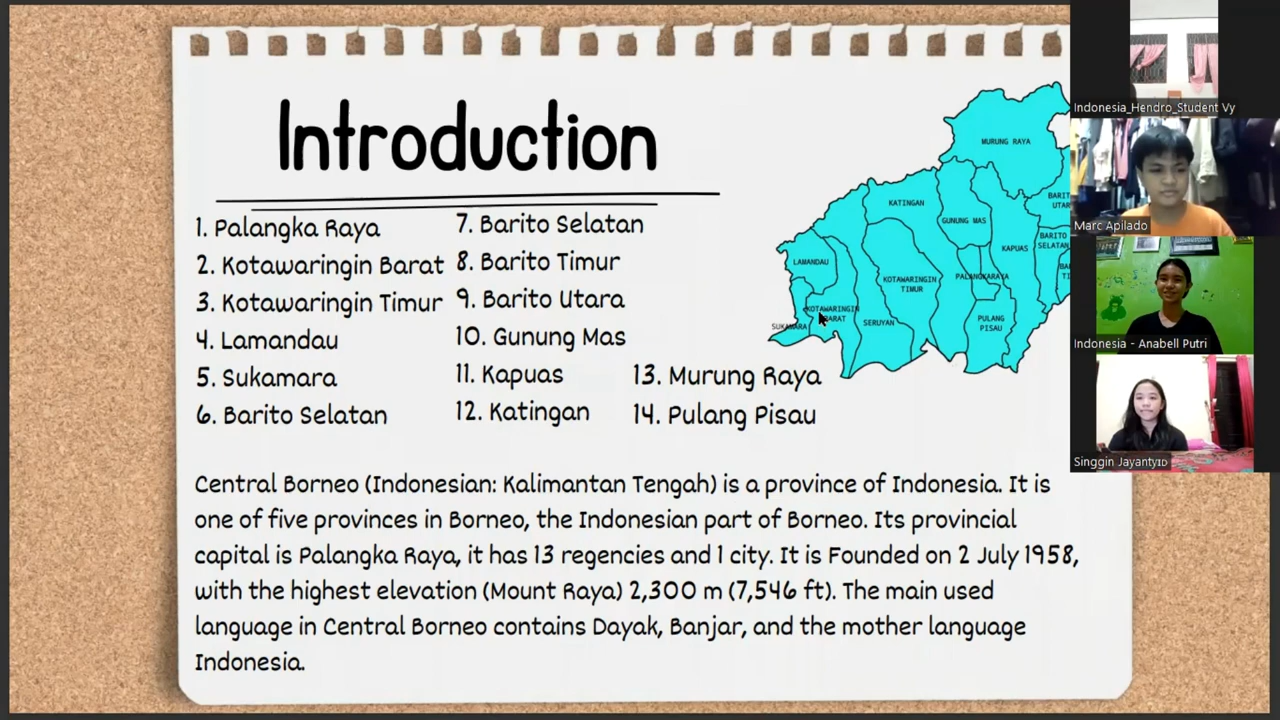 Introduction
1. Palangka Raya
2. Kotawaringin Barat
3. Kotawaringin Timur
4. Lamandau
5. Sukamara
6. Barito Selatan
7. Barito Selatan
8. Barito Timur
9. Barito Utara
10. Gunung Mas
11. Kapuas
12. Katingan
13. Murung Raya
14. Pulang Pisau
MURUNG RAYA
KATINGAN
GUNUNG MAS
BARITO
SELATAN
KAPUAS
LAMANDAU
KOTAWARINGIN
TIMUR
PALANGKARAYA
KOTAWARINGIN
BARAT
SUKAMARA
SERUYAN
PULANG
PISAU
Central Borneo (Indonesian: Kalimantan Tengah) is a province of Indonesia. It is
one of five provinces in Borneo, the Indonesian part of Borneo. Its provincial
capital is Palangka Raya, it has 13 regencies and 1 city. It is Founded on 2 July 1958,
with the highest elevation (Mount Raya) 2,300 m (7,546 ft). The main used
language in Central Borneo contains Dayak, Banjar, and the mother language
Indonesia.
Indonesia_Hendro_Student Vy
Marc Apilado
Indonesia - Anabell Putri
Singgin JayantyID